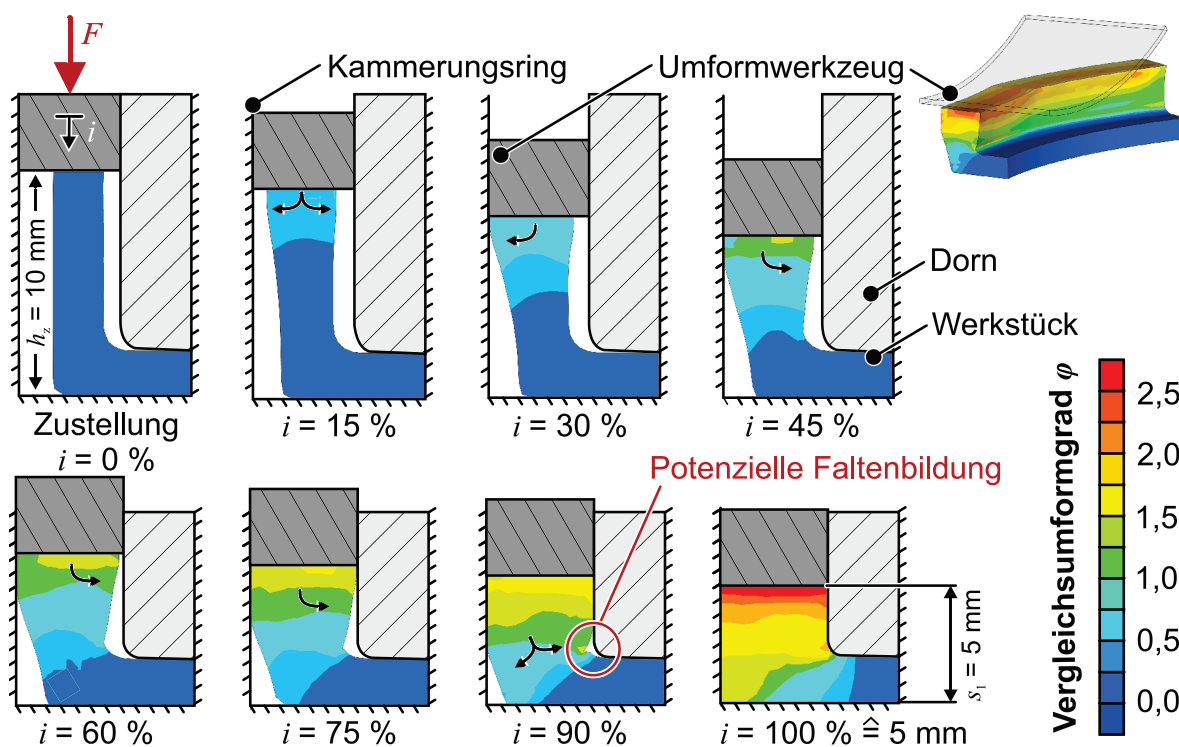 F
Kammerungsring
Umformwerkzeug
i
h_z = 10 mm
Dorn
Werkstück
Zustellung
i = 0 %
i = 15 %
i = 30 %
i = 45 %
Potenzielle Faltenbildung
Vergleichsumformgrad φ
2,5
2,0
1,5
1,0
0,5
0,0
s_1 = 5 mm
i = 60 %
i = 75 %
i = 90 %
i = 100 % ≙ 5 mm